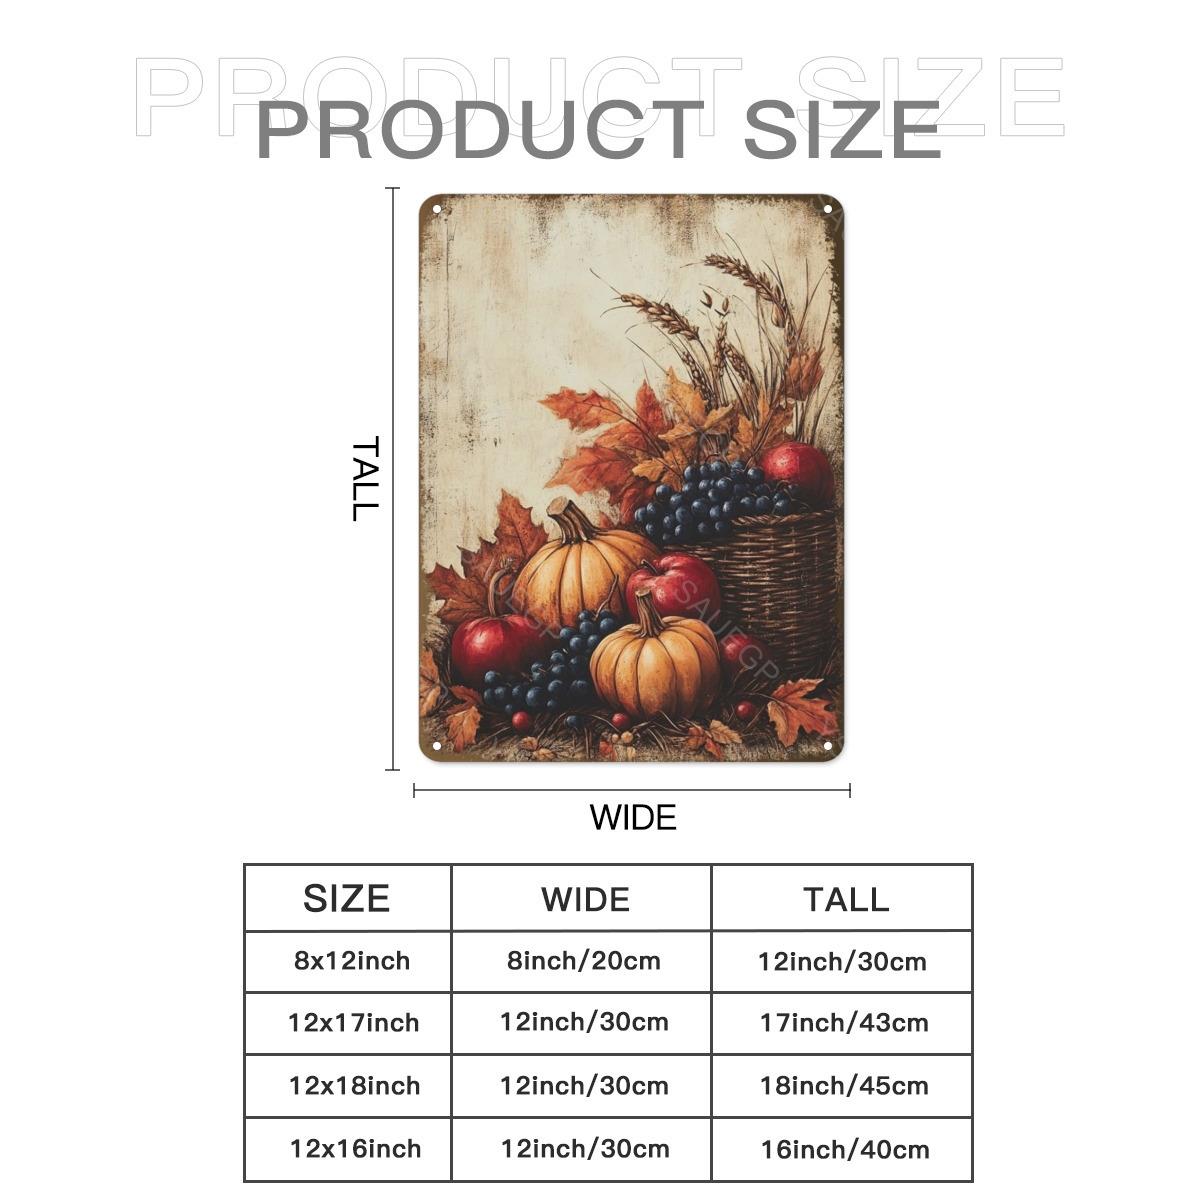 PRODUCT SIZE
PRODUCT SIZE
TALL
SAUEGP
WIDE
SIZE WIDE TALL
8x12inch 8inch/20cm 12inch/30cm
12x17inch 12inch/30cm 17inch/43cm
12x18inch 12inch/30cm 18inch/45cm
12x16inch 12inch/30cm 16inch/40cm